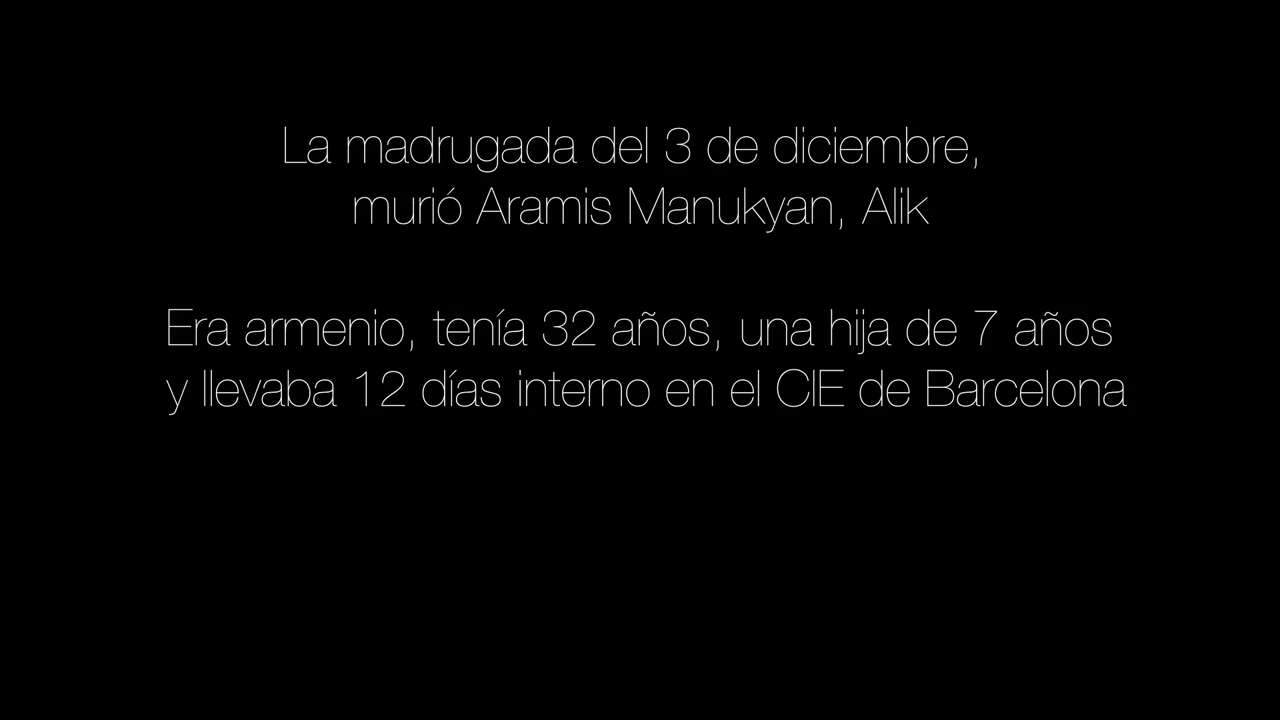 La madrugada del 3 de diciembre,
murió Aramis Manukyan, Alik
Era armenio, tenía 32 años, una hija de 7 años
y llevaba 12 días interno en el CIE de Barcelona